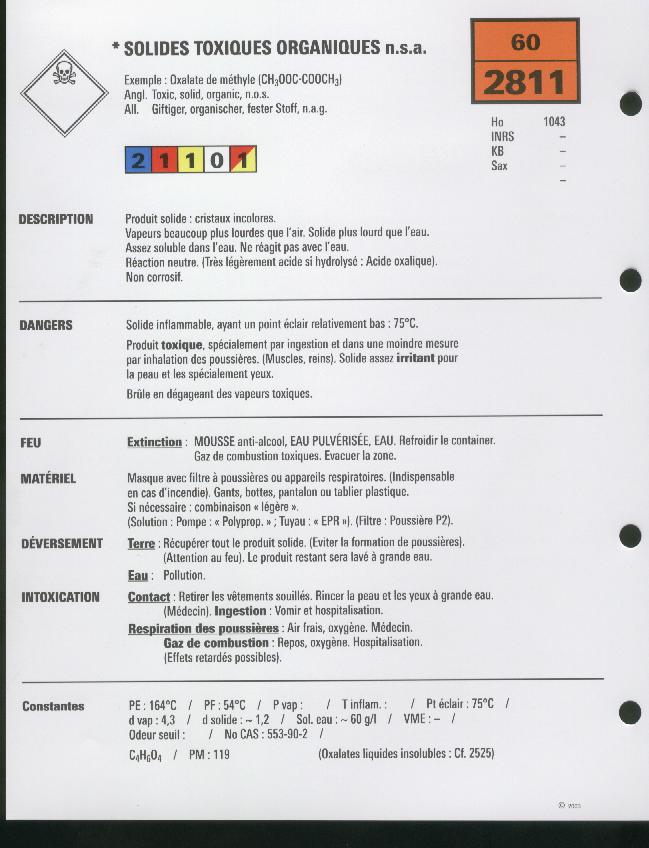 * SOLIDES TOXIQUES ORGANIQUES n.s.a.
60
2811
Exemple : Oxalate de méthyle (CH₃OOC-COOCH₃)
Angl. Toxic, solid, organic, n.o.s.
All. Giftiger, organischer, fester Stoff, n.a.g.
Ho 1043
INRS –
KB –
Sax –
–
2 1 1 0 1
DESCRIPTION
Produit solide : cristaux incolores.
Vapeurs beaucoup plus lourdes que l'air. Solide plus lourd que l'eau.
Assez soluble dans l'eau. Ne réagit pas avec l'eau.
Réaction neutre. (Très légèrement acide si hydrolysé : Acide oxalique).
Non corrosif.
DANGERS
Solide inflammable, ayant un point éclair relativement bas : 75°C.
Produit toxique, spécialement par ingestion et dans une moindre mesure
par inhalation des poussières. (Muscles, reins). Solide assez irritant pour
la peau et les spécialement yeux.
Brûle en dégageant des vapeurs toxiques.
FEU
Extinction : MOUSSE anti-alcool, EAU PULVÉRISÉE, EAU. Refroidir le container.
Gaz de combustion toxiques. Evacuer la zone.
MATÉRIEL
Masque avec filtre à poussières ou appareils respiratoires. (Indispensable
en cas d'incendie). Gants, bottes, pantalon ou tablier plastique.
Si nécessaire : combinaison « légère ».
(Solution : Pompe : « Polyprop. » ; Tuyau : « EPR »). (Filtre : Poussière P2).
DÉVERSEMENT
Terre : Récupérer tout le produit solide. (Eviter la formation de poussières).
(Attention au feu). Le produit restant sera lavé à grande eau.
Eau : Pollution.
INTOXICATION
Contact : Retirer les vêtements souillés. Rincer la peau et les yeux à grande eau.
(Médecin). Ingestion : Vomir et hospitalisation.
Respiration des poussières : Air frais, oxygène. Médecin.
Gaz de combustion : Repos, oxygène. Hospitalisation.
(Effets retardés possibles).
Constantes
PE : 164°C / PF : 54°C / P vap : / T inflam. : / Pt éclair : 75°C /
d vap : 4,3 / d solide : ~ 1,2 / Sol. eau : ~ 60 g/l / VME : – /
Odeur seuil : / No CAS : 553-90-2 /
C₄H₆O₄ / PM : 119 (Oxalates liquides insolubles : Cf. 2525)
© 2003